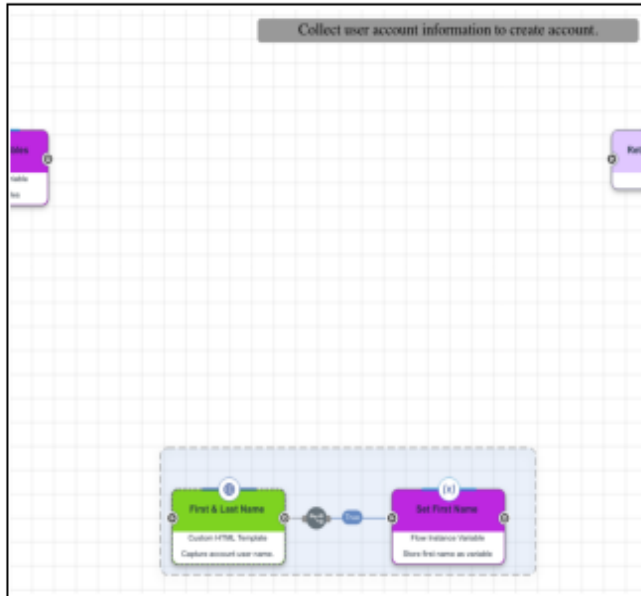 Collect user account information to create account.
First & Last Name
Custom HTML Template
Capture account user name.
True
Set First Name
Flow Instance Variable
Store first name as variable